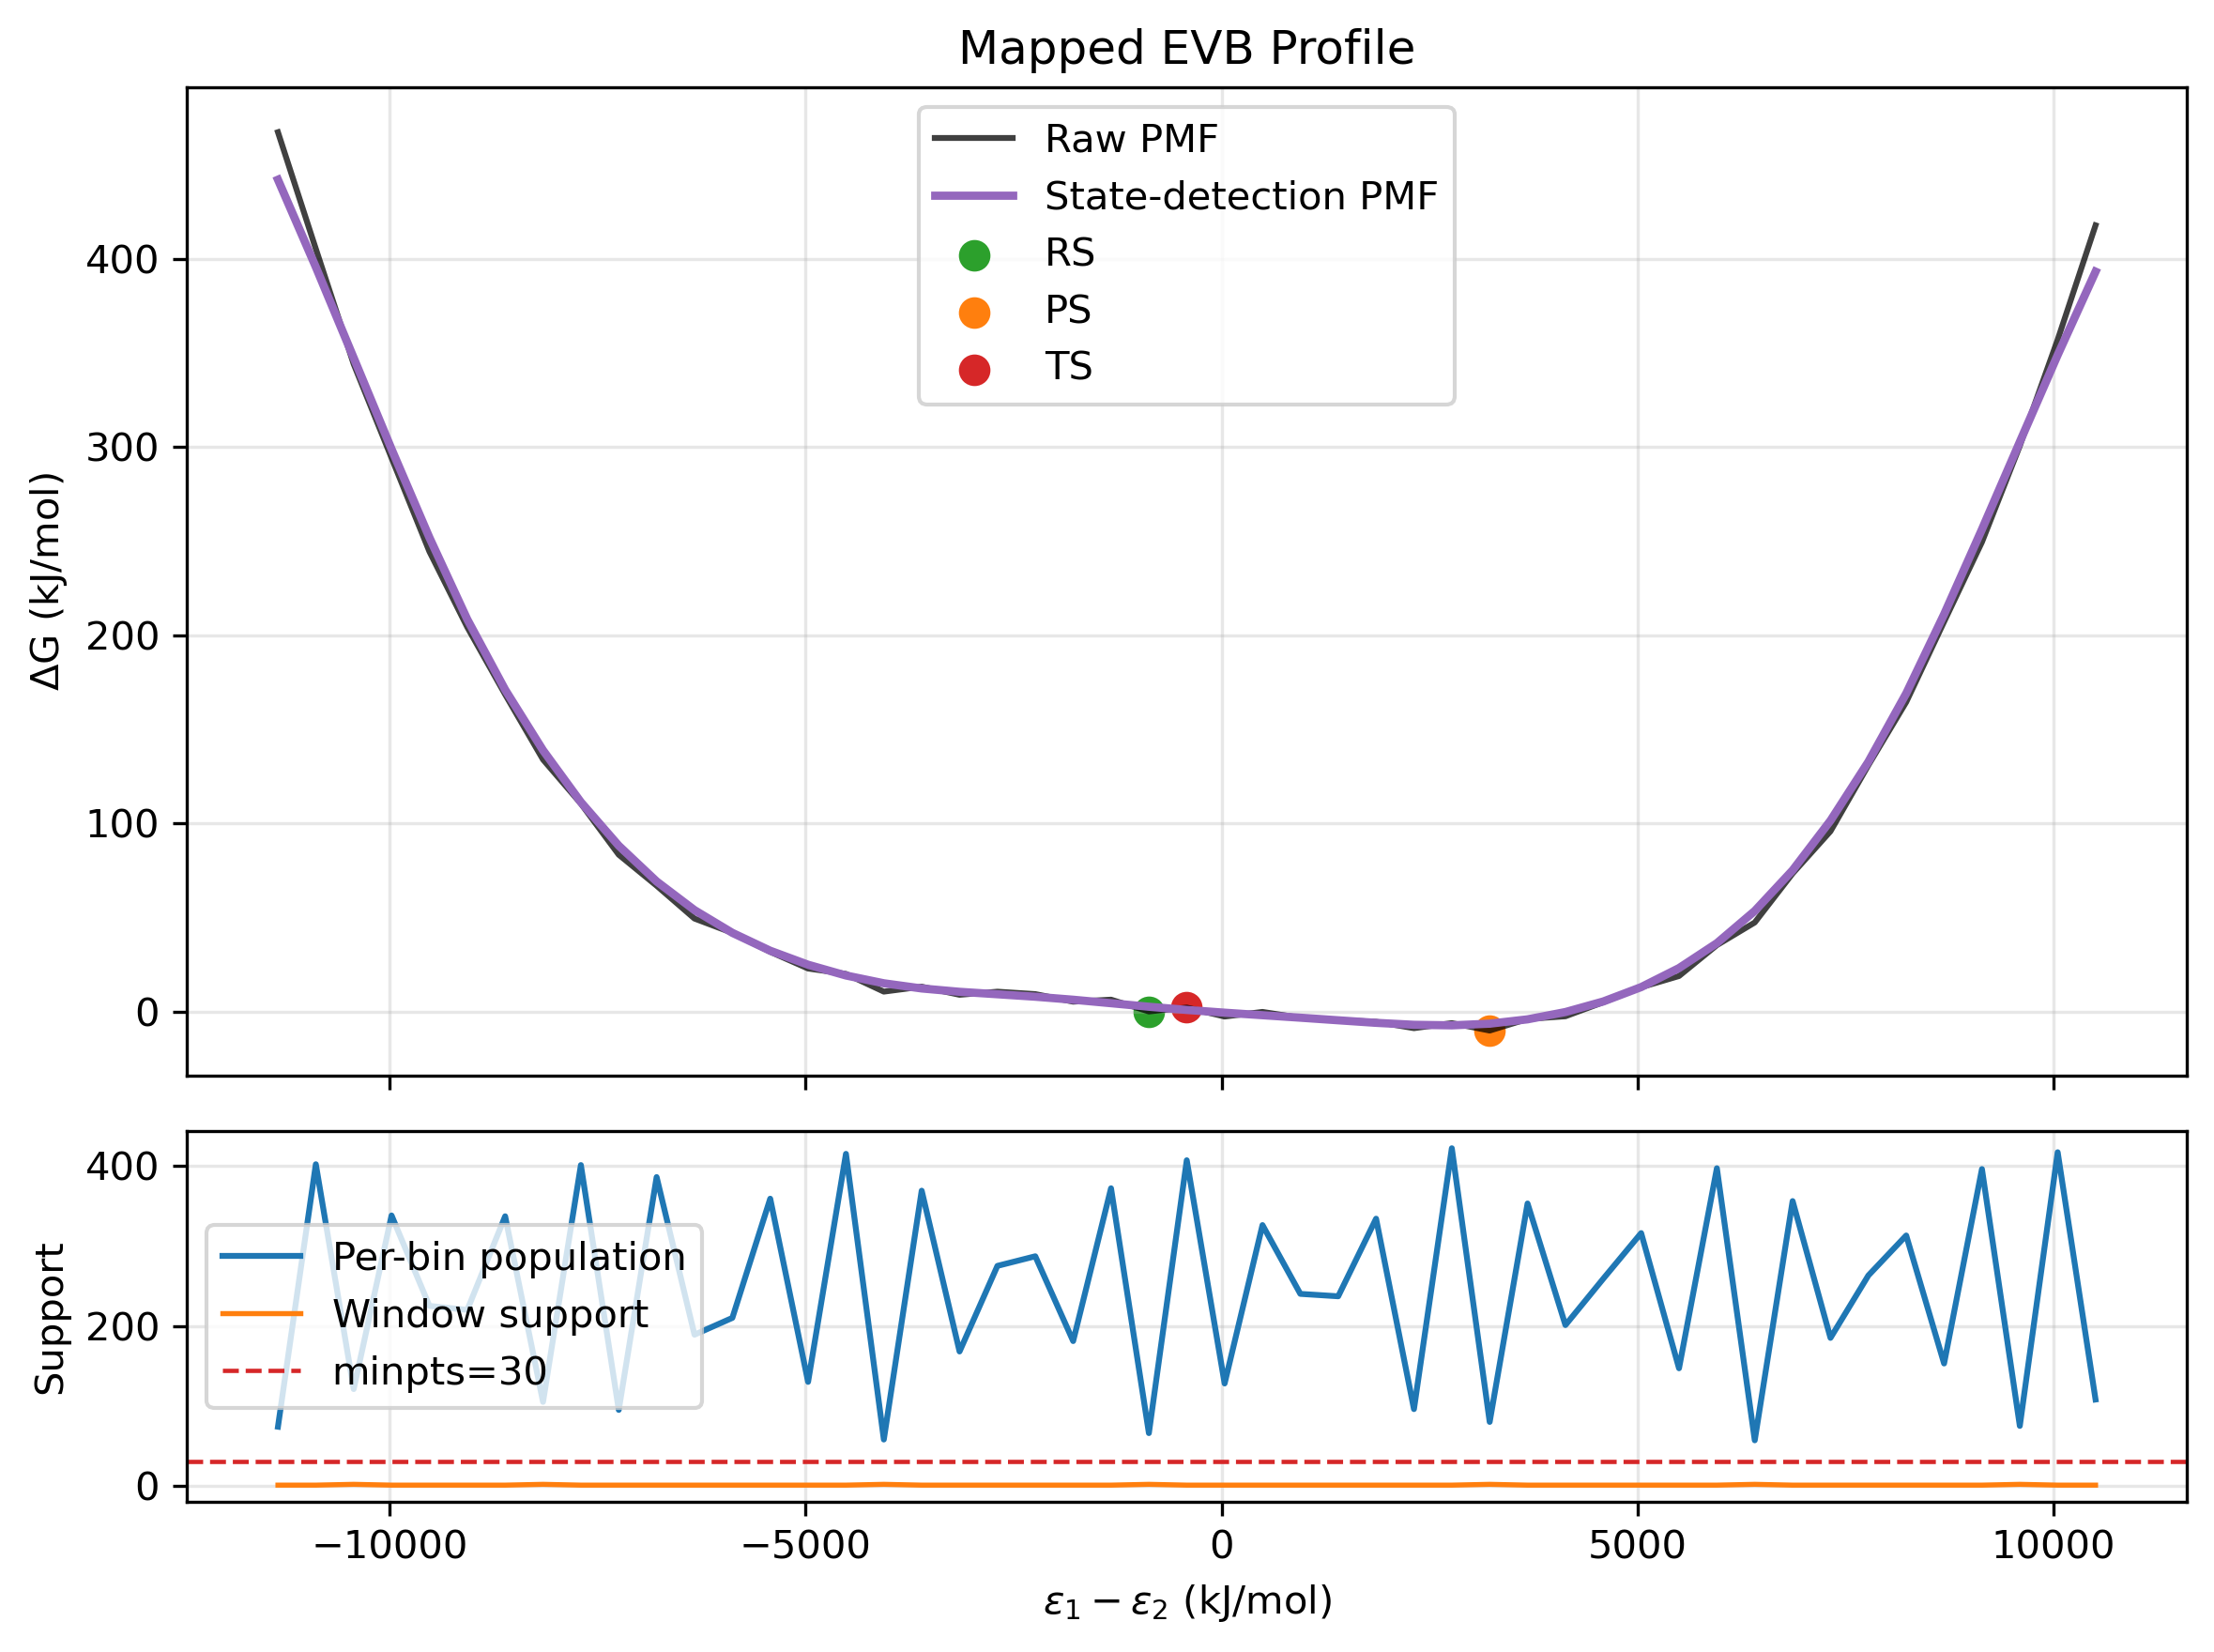 Mapped EVB Profile
Raw PMF
State-detection PMF
RS
PS
TS
400
300
200
100
0
ΔG (kJ/mol)
400
200
0
Support
Per-bin population
Window support
minpts=30
−10000
−5000
0
5000
10000
ε₁ − ε₂ (kJ/mol)